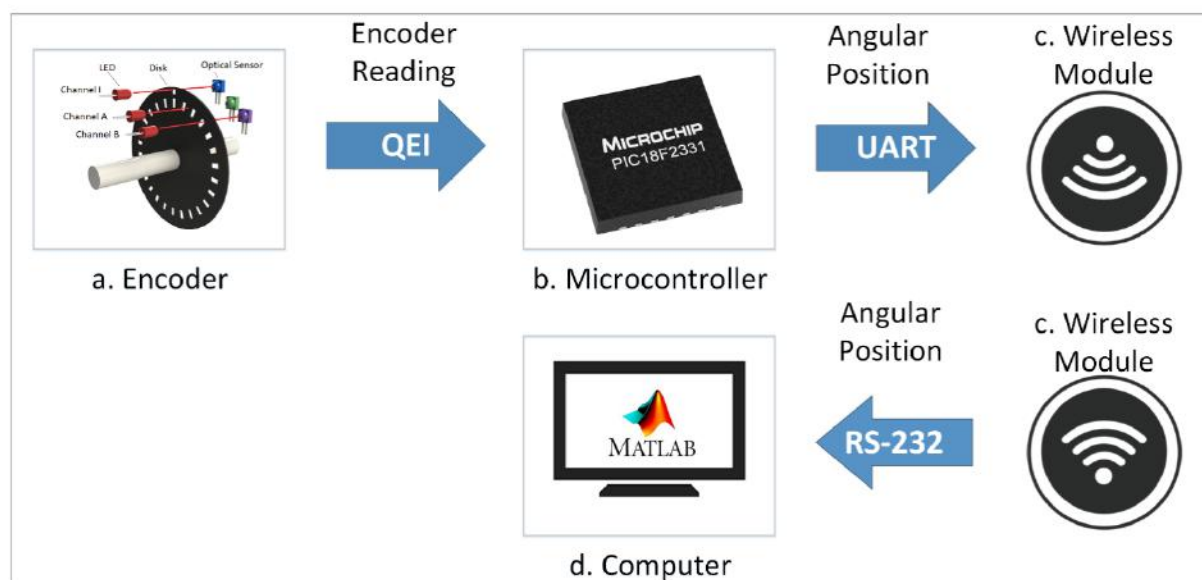 Encoder
Reading
Angular
Position
c. Wireless
Module
LED
Disk
Optical Sensor
Channel I
Channel A
Channel B
QEI
MICROCHIP
PIC18F2331
UART
a. Encoder
b. Microcontroller
Angular
Position
c. Wireless
Module
MATLAB
RS-232
d. Computer